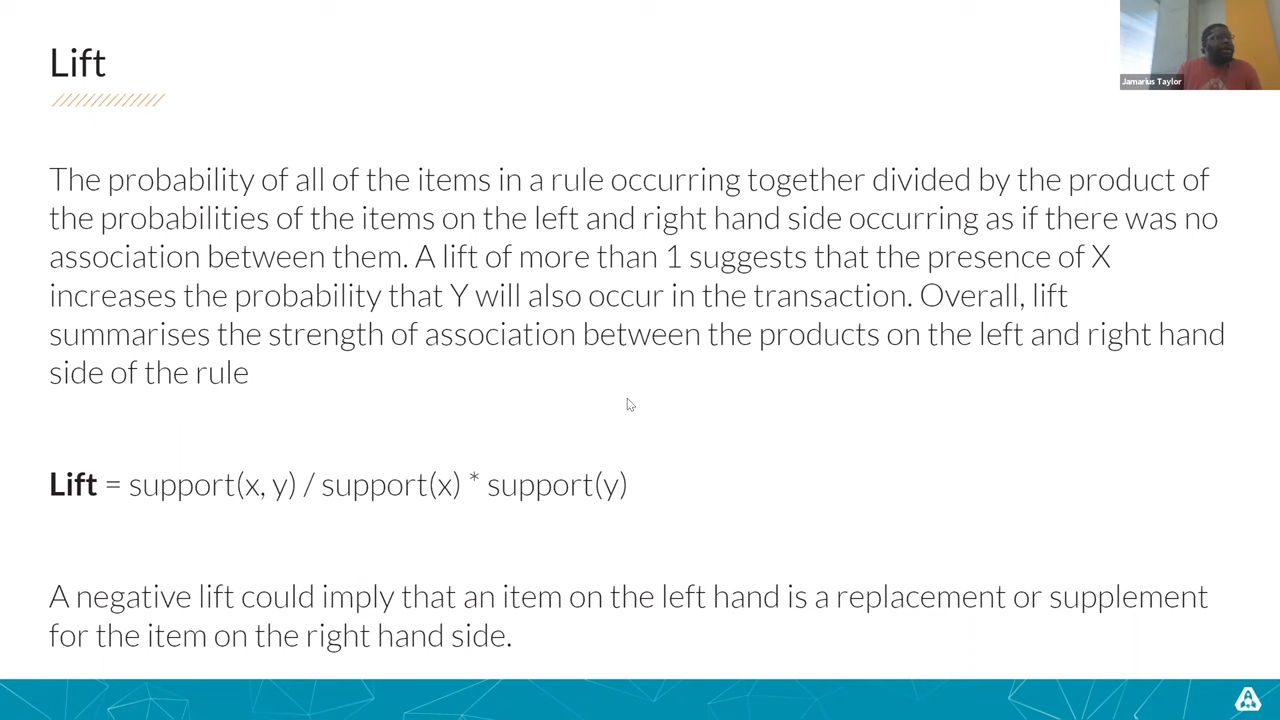 Lift
Jamarius Taylor
The probability of all of the items in a rule occurring together divided by the product of
the probabilities of the items on the left and right hand side occurring as if there was no
association between them. A lift of more than 1 suggests that the presence of X
increases the probability that Y will also occur in the transaction. Overall, lift
summarises the strength of association between the products on the left and right hand
side of the rule
Lift = support(x, y) / support(x) * support(y)
A negative lift could imply that an item on the left hand is a replacement or supplement
for the item on the right hand side.